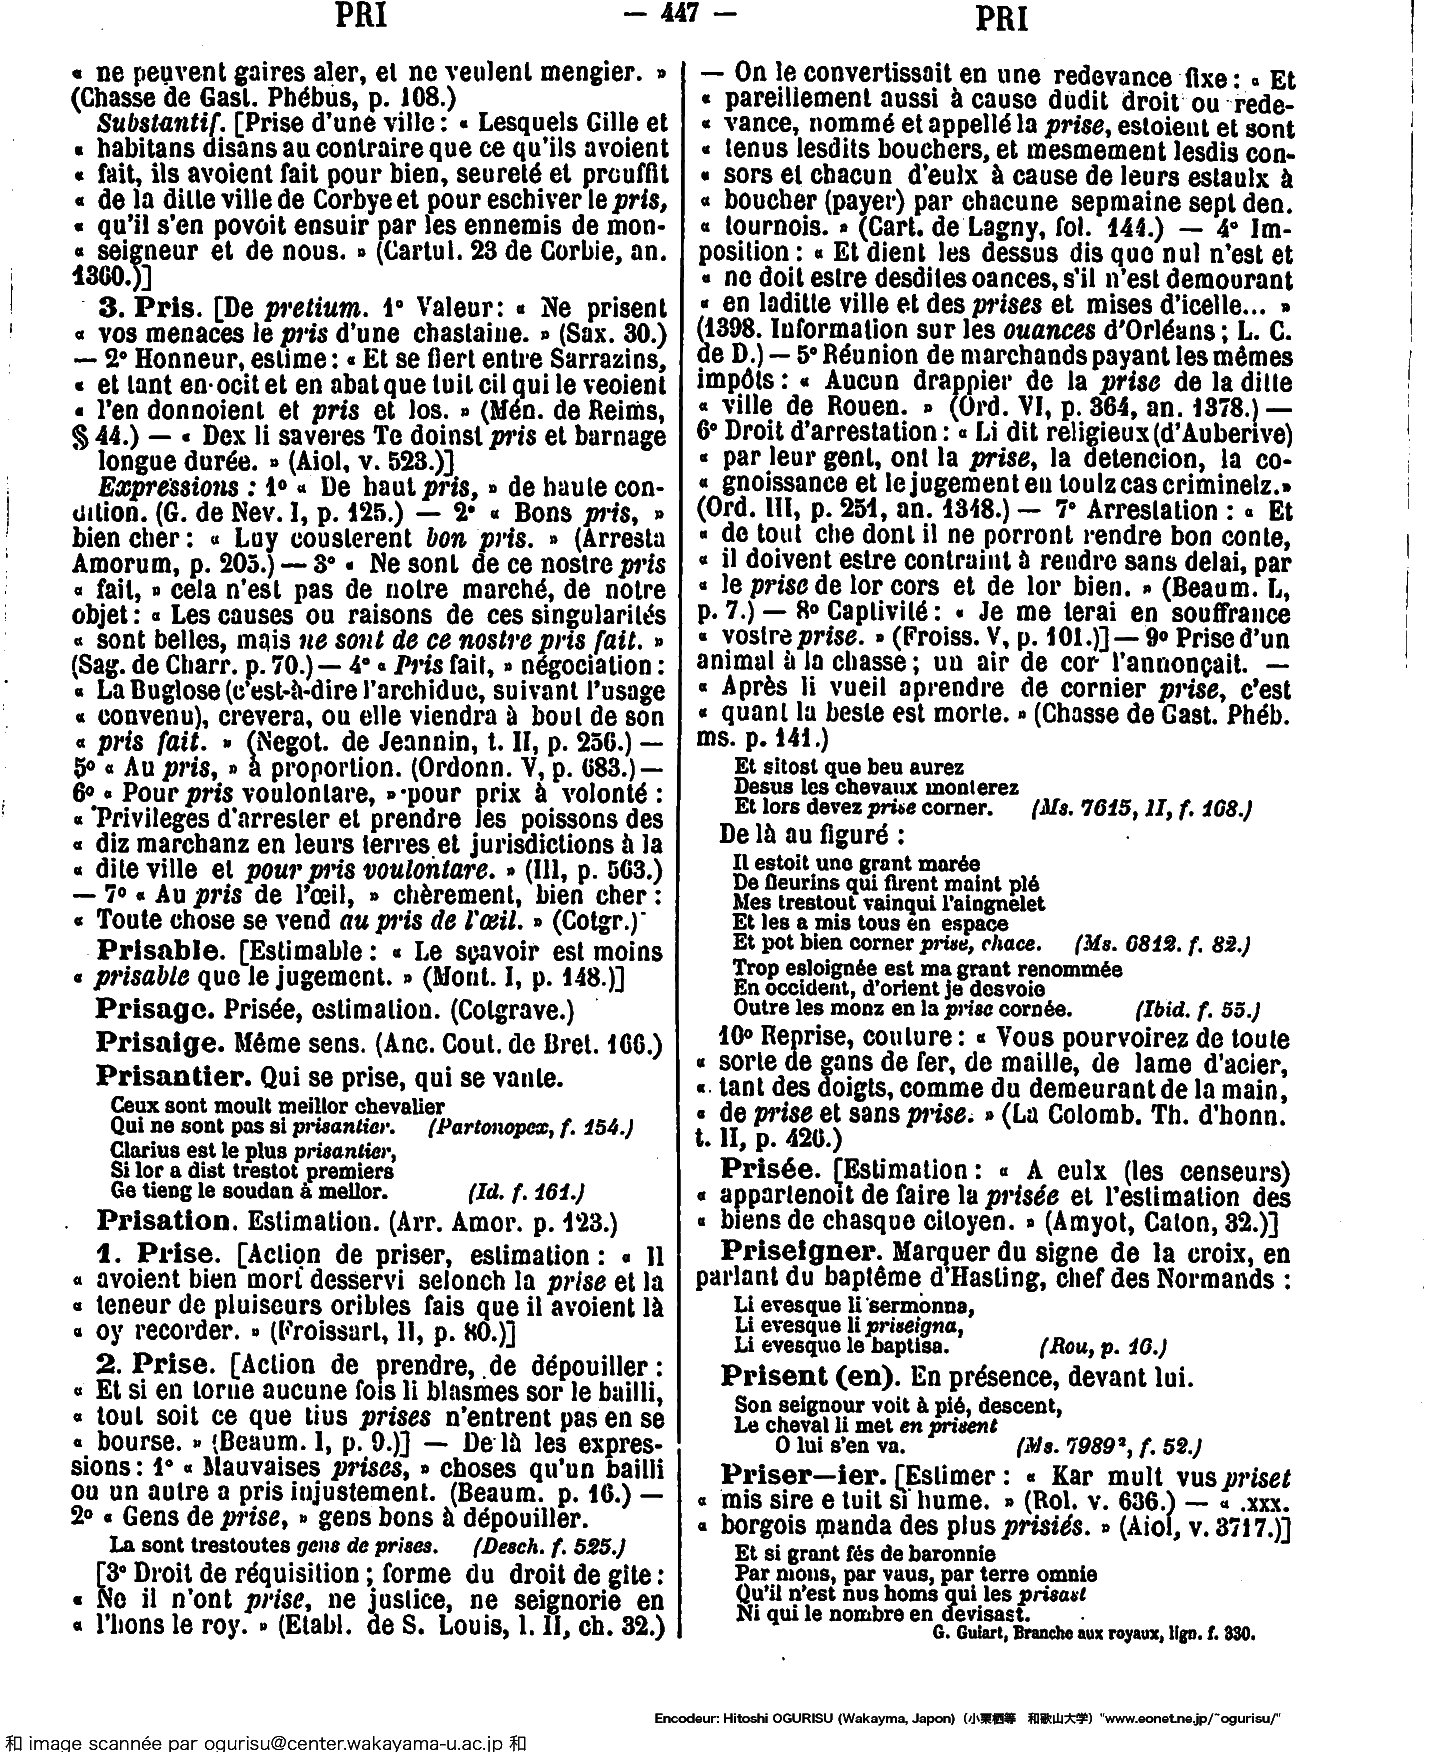 PRI
— 447 —
PRI
« ne peuvent gaires aler, et ne veulent mengier. »
(Chasse de Gast. Phébus, p. 108.)
Substantif. [Prise d'une ville : « Lesquels Gille et
« habitans disans au contraire que ce qu'ils avoient
« fait, ils avoient fait pour bien, seureté et prouffit
« de la ditte ville de Corbye et pour eschiver le pris,
« qu'il s'en povoit ensuir par les ennemis de mon-
« seigneur et de nous. » (Cartul. 23 de Corbie, an.
1360.)]
3. Pris. [De pretium. 1° Valeur : « Ne prisent
« vos menaces le pris d'une chastaine. » (Sax. 30.)
— 2° Honneur, estime : « Et se fiert entre Sarrazins,
« et tant en ocit et en abat que tuit cil qui le veoient
« l'en donnoient et pris et los. » (Mén. de Reims,
§ 44.) — « Dex li saveres Te doinst pris et barnage
longue durée. » (Aiol, v. 523.)]
Expressions : 1° « De haut pris, » de haute con-
dition. (G. de Nev. I, p. 125.) — 2° « Bons pris, »
bien cher : « Luy cousterent bon pris. » (Arresta
Amorum, p. 205.) — 3° « Ne sont de ce nostre pris
« fait, » cela n'est pas de notre marché, de notre
objet : « Les causes ou raisons de ces singularités
« sont belles, mais ne sont de ce nostre pris fait. »
(Sag. de Charr. p. 70.) — 4° « Pris fait, » négociation :
« La Buglose (c'est-à-dire l'archiduc, suivant l'usage
« convenu), crevera, ou elle viendra à bout de son
« pris fait. » (Negot. de Jeannin, t. II, p. 256.) —
5° « Au pris, » à proportion. (Ordonn. V, p. 683.) —
6° « Pour pris voulontare, » pour prix à volonté :
« Privileges d'arrester et prendre les poissons des
« diz marchanz en leurs terres et jurisdictions à la
« dite ville et pour pris voulontare. » (III, p. 563.)
— 7° « Au pris de l'œil, » chèrement, bien cher :
« Toute chose se vend au pris de l'œil. » (Cotgr.)
Prisable. [Estimable : « Le sçavoir est moins
« prisable que le jugement. » (Mont. I, p. 148.)]
Prisage. Prisée, estimation. (Cotgrave.)
Prisaige. Même sens. (Anc. Cout. de Bret. 166.)
Prisantier. Qui se prise, qui se vante.
Ceux sont moult meillor chevalier
Qui ne sont pas si prisantier. (Partonopex, f. 154.)
Clarius est le plus prisantier,
Si lor a dist trestot premiers
Ge tieng le soudan à mellor. (Id. f. 161.)
Prisation. Estimation. (Arr. Amor. p. 123.)
1. Prise. [Action de priser, estimation : « Il
« avoient bien mort desservi selonch la prise et la
« teneur de pluiseurs oribles fais que il avoient là
« oy recorder. » (Froissart, II, p. 80.)]
2. Prise. [Action de prendre, de dépouiller :
« Et si en torne aucune fois li blasmes sor le bailli,
« tout soit ce que tius prises n'entrent pas en se
« bourse. » (Beaum. I, p. 9.)] — De là les expres-
sions : 1° « Mauvaises prises, » choses qu'un bailli
ou un autre a pris injustement. (Beaum. p. 16.) —
2° « Gens de prise, » gens bons à dépouiller.
La sont trestoutes gens de prises. (Desch. f. 525.)
[3° Droit de réquisition ; forme du droit de gite :
« Ne il n'ont prise, ne justice, ne seignorie en
« l'hons le roy. » (Etabl. de S. Louis, l. II, ch. 32.)
— On le convertissait en une redevance fixe : « Et
« pareillement aussi à cause dudit droit ou rede-
« vance, nommé et appellé la prise, estoient et sont
« tenus lesdits bouchers, et mesmement lesdis con-
« sors et chacun d'eulx à cause de leurs estaulx à
« boucher (payer) par chacune sepmaine sept den.
« tournois. » (Cart. de Lagny, fol. 144.) — 4° Im-
position : « Et dient les dessus dis que nul n'est et
« ne doit estre desdites oances, s'il n'est demourant
« en laditte ville et des prises et mises d'icelle... »
(1398. Information sur les ouances d'Orléans ; L. C.
de D.) — 5° Réunion de marchands payant les mêmes
impôts : « Aucun drappier de la prise de la ditte
« ville de Rouen. » (Ord. VI, p. 364, an. 1378.) —
6° Droit d'arrestation : « Li dit religieux (d'Auberive)
« par leur gent, ont la prise, la detencion, la co-
« gnoissance et le jugement en toulz cas criminelz. »
(Ord. III, p. 251, an. 1348.) — 7° Arrestation : « Et
« de tout che dont il ne porront rendre bon conte,
« il doivent estre contraint à rendre sans delai, par
« le prise de lor cors et de lor bien. » (Beaum. L,
p. 7.) — 8° Captivité : « Je me terai en souffrance
« vostre prise. » (Froiss. V, p. 101.)] — 9° Prise d'un
animal à la chasse ; un air de cor l'annonçait. —
« Après li vueil aprendre de cornier prise, c'est
« quant la beste est morte. » (Chasse de Gast. Phéb.
ms. p. 141.)
Et sitost que beu aurez
Desus les chevaux monterez
Et lors devez prise corner. (Ms. 7615, II, f. 168.)
De là au figuré :
Il estoit une grant marée
De fleurins qui firent maint plé
Mes trestout vainqui l'aingnelet
Et les a mis tous en espace
Et pot bien corner prise, chace. (Ms. 6812. f. 82.)
Trop esloignée est ma grant renommée
En occident, d'orient je desvoie
Outre les monz en la prise cornée. (Ibid. f. 55.)
10° Reprise, couture : « Vous pourvoirez de toute
« sorte de gans de fer, de maille, de lame d'acier,
« tant des doigts, comme du demeurant de la main,
« de prise et sans prise. » (La Colomb. Th. d'honn.
t. II, p. 426.)
Prisée. [Estimation : « A eulx (les censeurs)
« appartenoit de faire la prisée et l'estimation des
« biens de chasque citoyen. » (Amyot, Caton, 32.)]
Priseigner. Marquer du signe de la croix, en
parlant du baptême d'Hasting, chef des Normands :
Li evesque li sermonna,
Li evesque li priseigna,
Li evesque le baptisa. (Rou, p. 16.)
Prisent (en). En présence, devant lui.
Son seignour voit à pié, descent,
Le cheval li met en prisent
O lui s'en va. (Ms. 7989², f. 52.)
Priser—ier. [Estimer : « Kar mult vus priset
« mis sire e tuit si hume. » (Rol. v. 636.) — « .xxx.
« borgois manda des plus prisiés. » (Aiol, v. 3717.)]
Et si grant fés de baronnie
Par mons, par vaus, par terre omnie
Qu'il n'est nus homs qui les prisast
Ni qui le nombre en devisast.
G. Guiart, Branche aux royaux, lign. f. 330.
Encodeur: Hitoshi OGURISU (Wakayma, Japon) (小栗栖等 和歌山大学) "www.eonet.ne.jp/~ogurisu/"
和 image scannée par ogurisu@center.wakayama-u.ac.jp 和